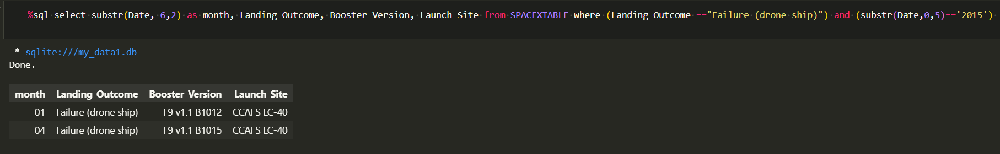 %sql select substr(Date, 6,2) as month, Landing_Outcome, Booster_Version, Launch_Site from SPACEXTABLE where (Landing_Outcome =="Failure (drone ship)") and (substr(Date,0,5)=='2015')
* sqlite:///my_data1.db
Done.
month Landing_Outcome Booster_Version Launch_Site
01 Failure (drone ship) F9 v1.1 B1012 CCAFS LC-40
04 Failure (drone ship) F9 v1.1 B1015 CCAFS LC-40